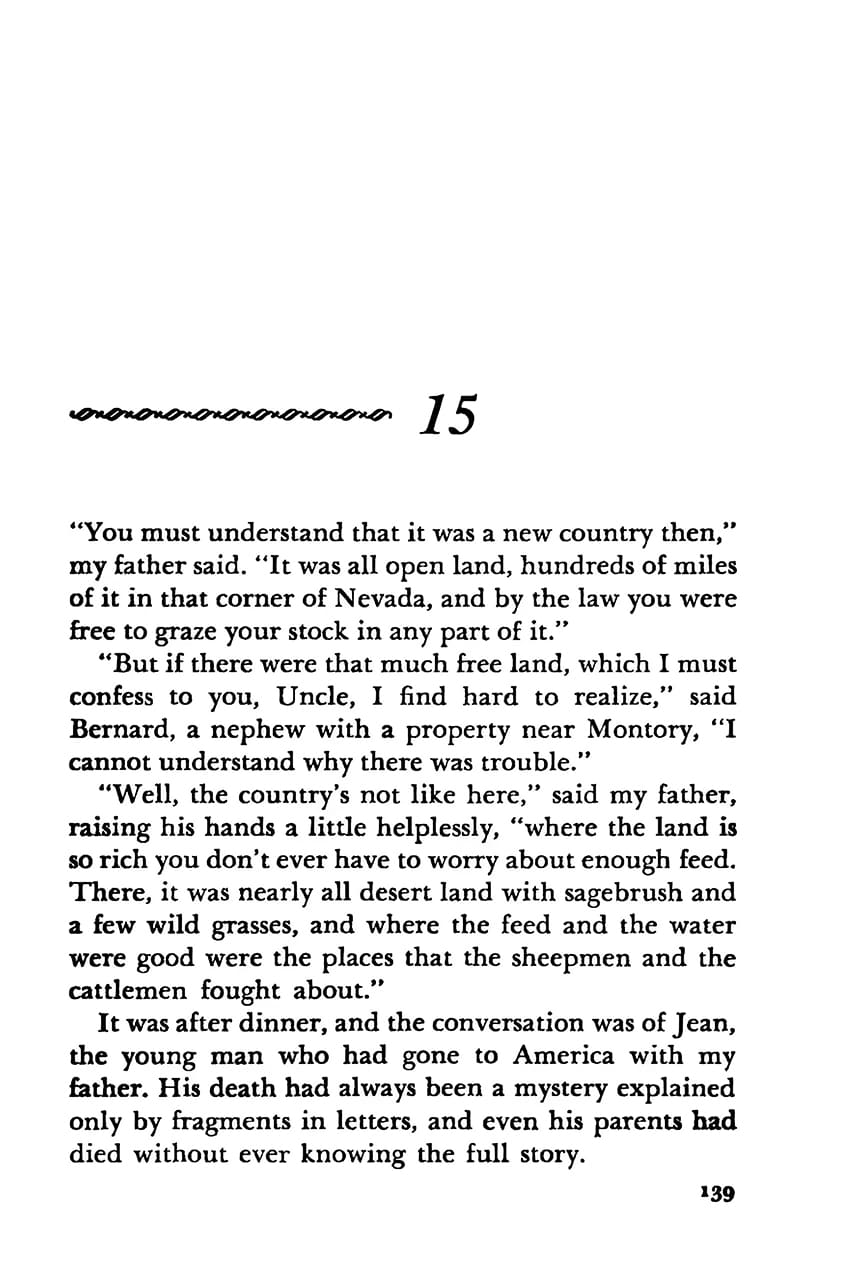 15
“You must understand that it was a new country then,”
my father said. “It was all open land, hundreds of miles
of it in that corner of Nevada, and by the law you were
free to graze your stock in any part of it.”
“But if there were that much free land, which I must
confess to you, Uncle, I find hard to realize,” said
Bernard, a nephew with a property near Montory, “I
cannot understand why there was trouble.”
“Well, the country’s not like here,” said my father,
raising his hands a little helplessly, “where the land is
so rich you don’t ever have to worry about enough feed.
There, it was nearly all desert land with sagebrush and
a few wild grasses, and where the feed and the water
were good were the places that the sheepmen and the
cattlemen fought about.”
It was after dinner, and the conversation was of Jean,
the young man who had gone to America with my
father. His death had always been a mystery explained
only by fragments in letters, and even his parents had
died without ever knowing the full story.
139